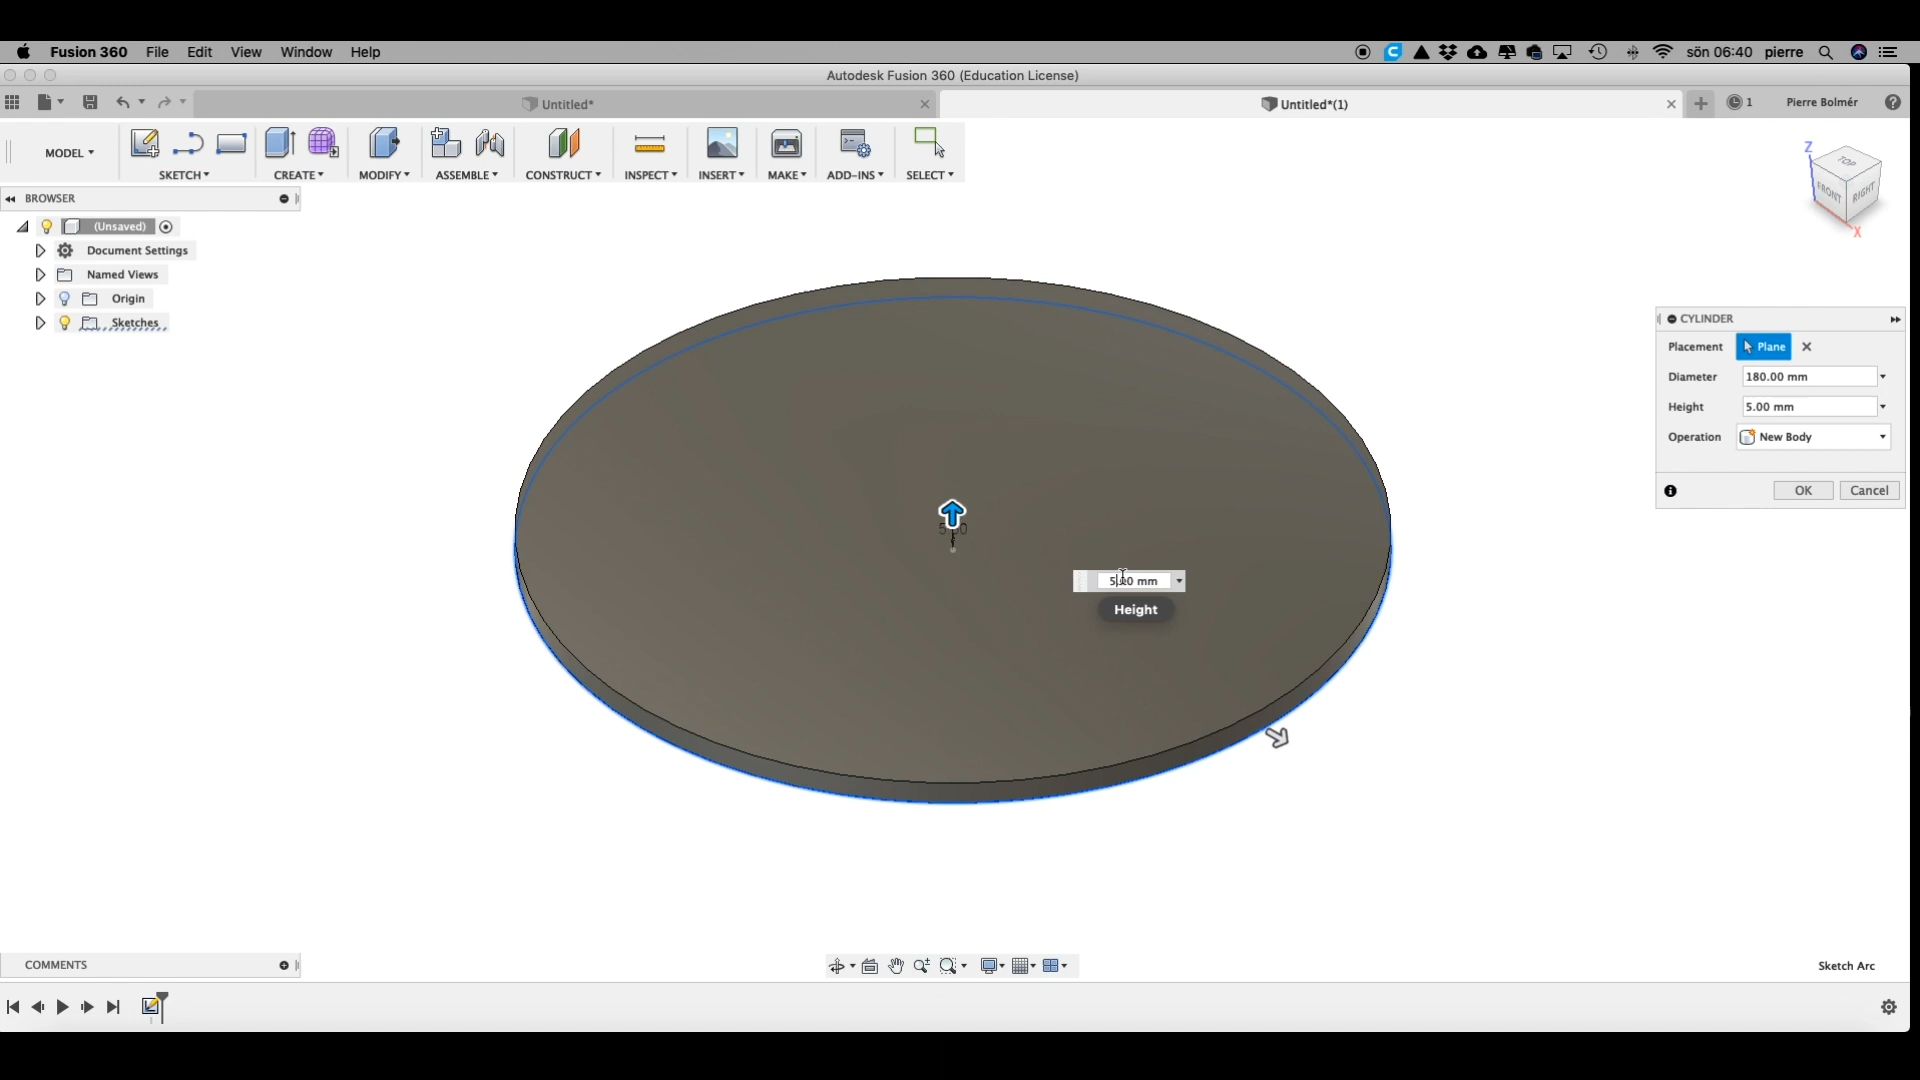 Fusion 360 File Edit View Window Help sön 06:40 pierre
Autodesk Fusion 360 (Education License)
Untitled* Untitled*(1) 1 Pierre Bolmér
MODEL SKETCH CREATE MODIFY ASSEMBLE CONSTRUCT INSPECT INSERT MAKE ADD-INS SELECT
BROWSER
(Unsaved)
Document Settings
Named Views
Origin
Sketches
Z
TOP
FRONT RIGHT
X
CYLINDER
Placement Plane
Diameter 180.00 mm
Height 5.00 mm
Operation New Body
OK Cancel
5.00 mm
Height
COMMENTS
Sketch Arc